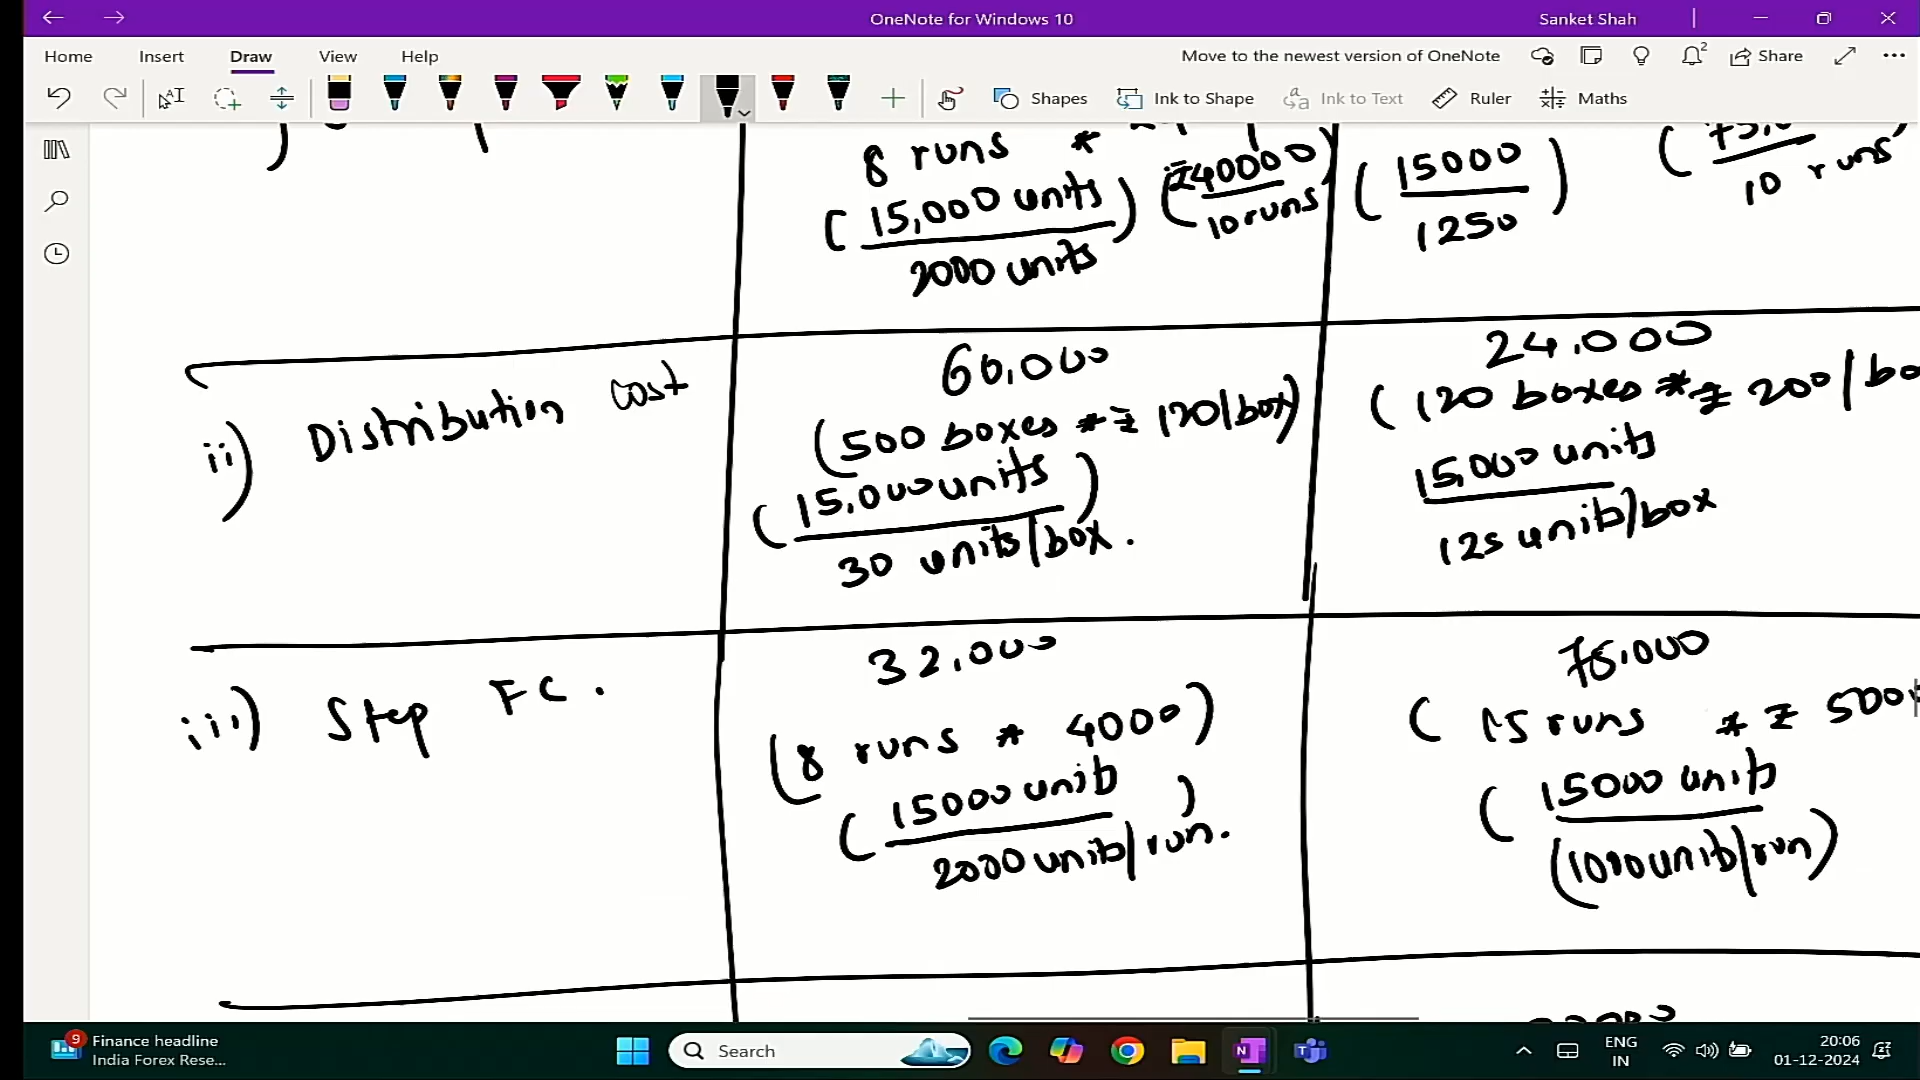 OneNote for Windows 10
Sanket Shah
Home Insert Draw View Help
Move to the newest version of OneNote
2
Share
Shapes
Ink to Shape
Ink to Text
Ruler
Maths
8 runs *
(15,000 units
2000 units)
(₹40000
10 runs)
(15000
1250)
10 runs
ii) Distribution cost
60,000
(500 boxes * ₹ 120/box)
(15,000 units
30 units/box.
24,000
(120 boxes * ₹ 200/bo
15,000 units
125 units/box
iii) Step FC.
32,000
(8 runs * 4000)
(15000 units
2000 units/run.
75,000
(15 runs * ₹ 5000
(15000 units
(1000 units/run)
9
Finance headline
India Forex Rese...
Search
ENG
IN
20:06
01-12-2024